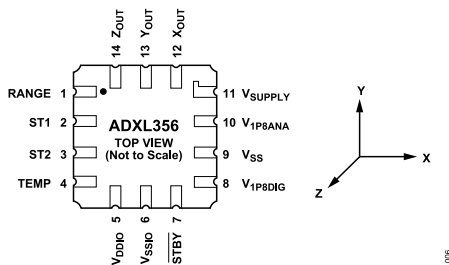 ZOUT YOUT XOUT
14 13 12
RANGE 1
ST1 2
ST2 3
TEMP 4
ADXL356
TOP VIEW
(Not to Scale)
11 VSUPPLY
10 V1P8ANA
9 VSS
8 V1P8DIG
5 6 7
VDDIO VSSIO STBY
Y
X
Z
006